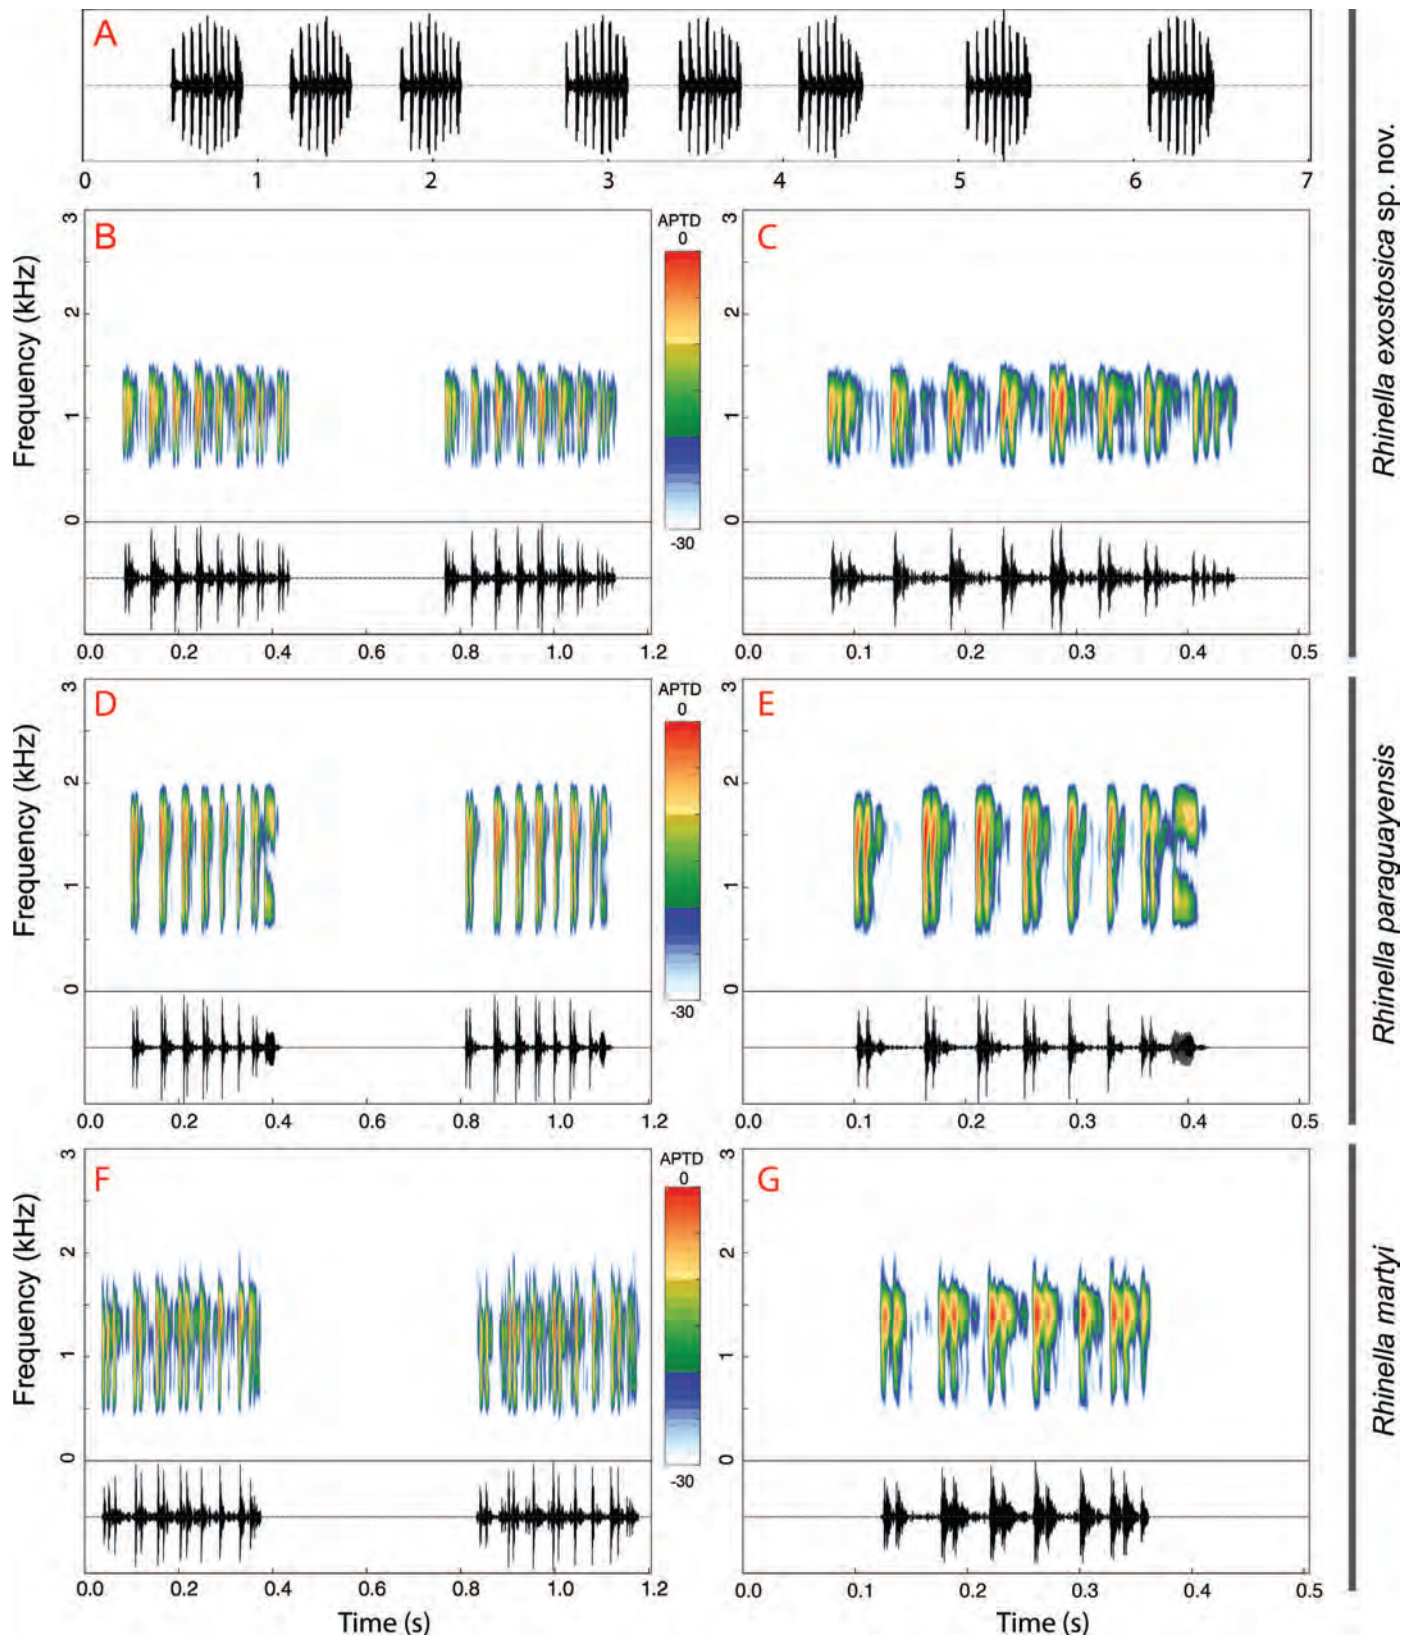 A
0 1 2 3 4 5 6 7
Rhinella exostosica sp. nov.
B
APTD
0
-30
C
Frequency (kHz)
3
2
1
0
3
2
1
0
0.0 0.2 0.4 0.6 0.8 1.0 1.2
0.0 0.1 0.2 0.3 0.4 0.5
D
APTD
0
-30
E
Frequency (kHz)
3
2
1
0
3
2
1
0
Rhinella paraguayensis
0.0 0.2 0.4 0.6 0.8 1.0 1.2
0.0 0.1 0.2 0.3 0.4 0.5
F
APTD
0
-30
G
Frequency (kHz)
3
2
1
0
3
2
1
0
Rhinella martyi
0.0 0.2 0.4 0.6 0.8 1.0 1.2
0.0 0.1 0.2 0.3 0.4 0.5
Time (s)
Time (s)